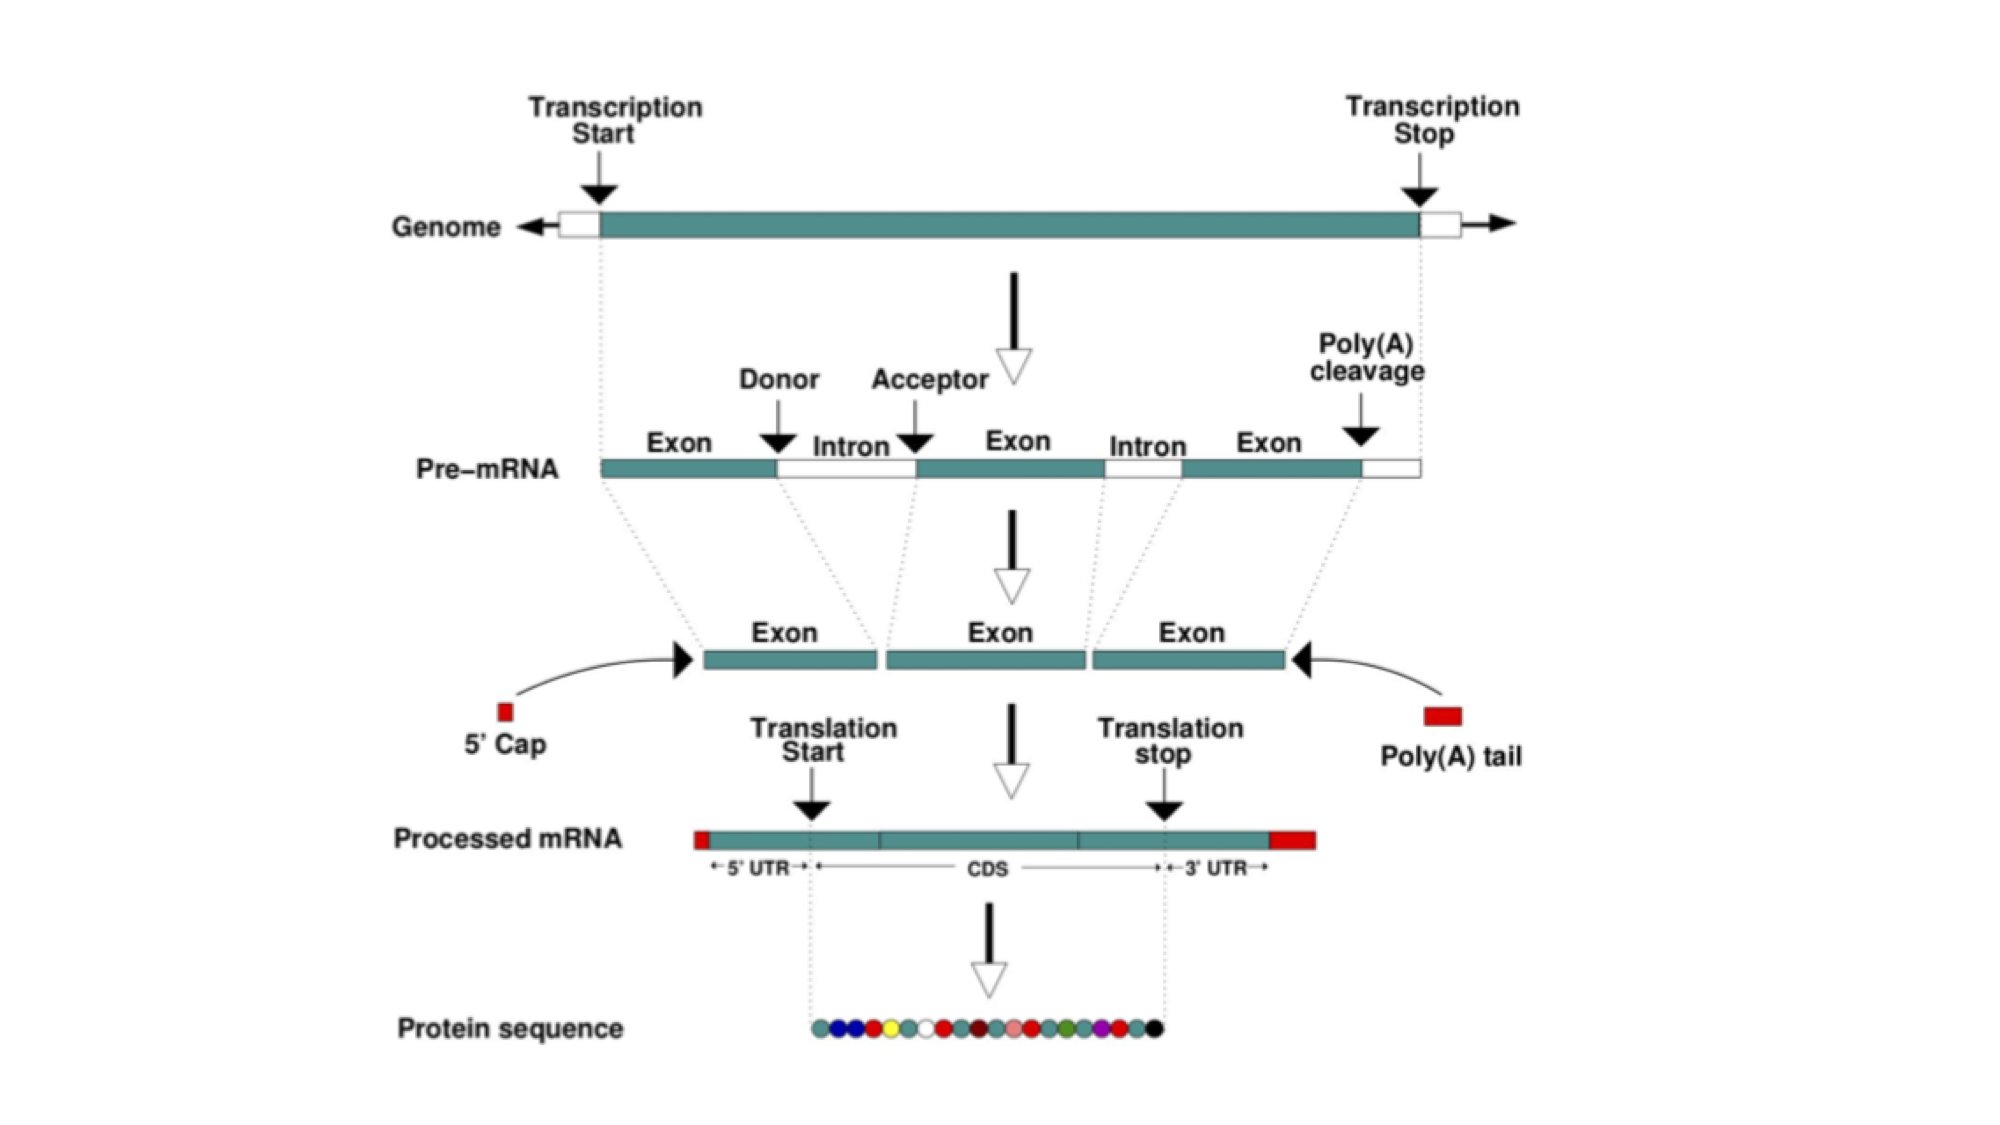 Transcription
Start
Transcription
Stop
Genome
Poly(A)
cleavage
Donor
Acceptor
Exon
Intron
Exon
Intron
Exon
Pre–mRNA
Exon
Exon
Exon
5’ Cap
Translation
Start
Translation
stop
Poly(A) tail
Processed mRNA
5’ UTR
CDS
3’ UTR
Protein sequence